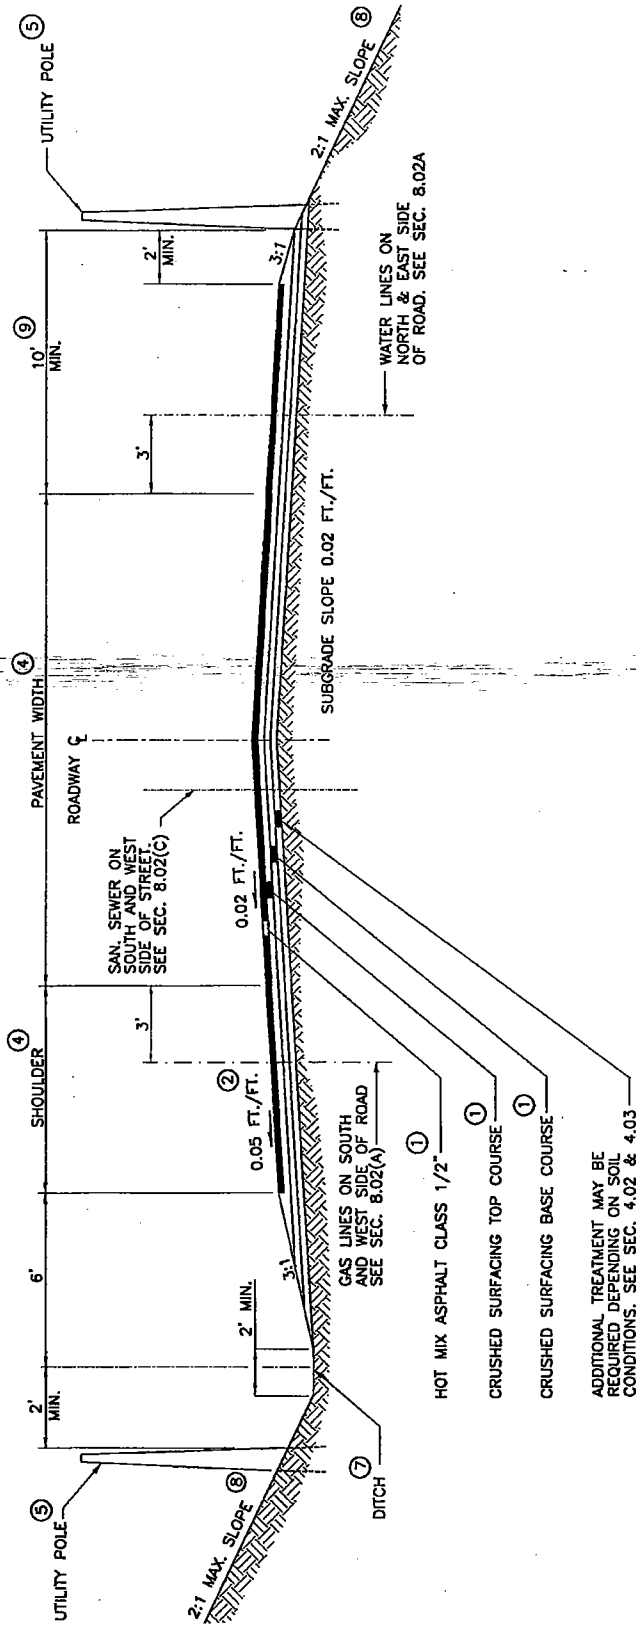 UTILITY POLE ⑤
2:1 MAX. SLOPE ⑧
2'
MIN.
6'
SHOULDER
④
PAVEMENT WIDTH
④
10'
MIN.
⑨
2'
MIN.
UTILITY POLE ⑤
2:1 MAX. SLOPE ⑧
2' MIN.
3:1
0.05 FT./FT.
②
3'
SAN. SEWER ON
SOUTH AND WEST
SIDE OF STREET.
SEE SEC. 8.02(C)
0.02 FT./FT.
ROADWAY ℄
3'
3:1
SUBGRADE SLOPE 0.02 FT./FT.
WATER LINES ON
NORTH & EAST SIDE
OF ROAD. SEE SEC. 8.02A
⑦
DITCH
GAS LINES ON SOUTH
AND WEST SIDE OF ROAD
SEE SEC. 8.02(A)
HOT MIX ASPHALT CLASS 1/2" ①
CRUSHED SURFACING TOP COURSE ①
CRUSHED SURFACING BASE COURSE ①
ADDITIONAL TREATMENT MAY BE
REQUIRED DEPENDING ON SOIL
CONDITIONS. SEE SEC. 4.02 & 4.03